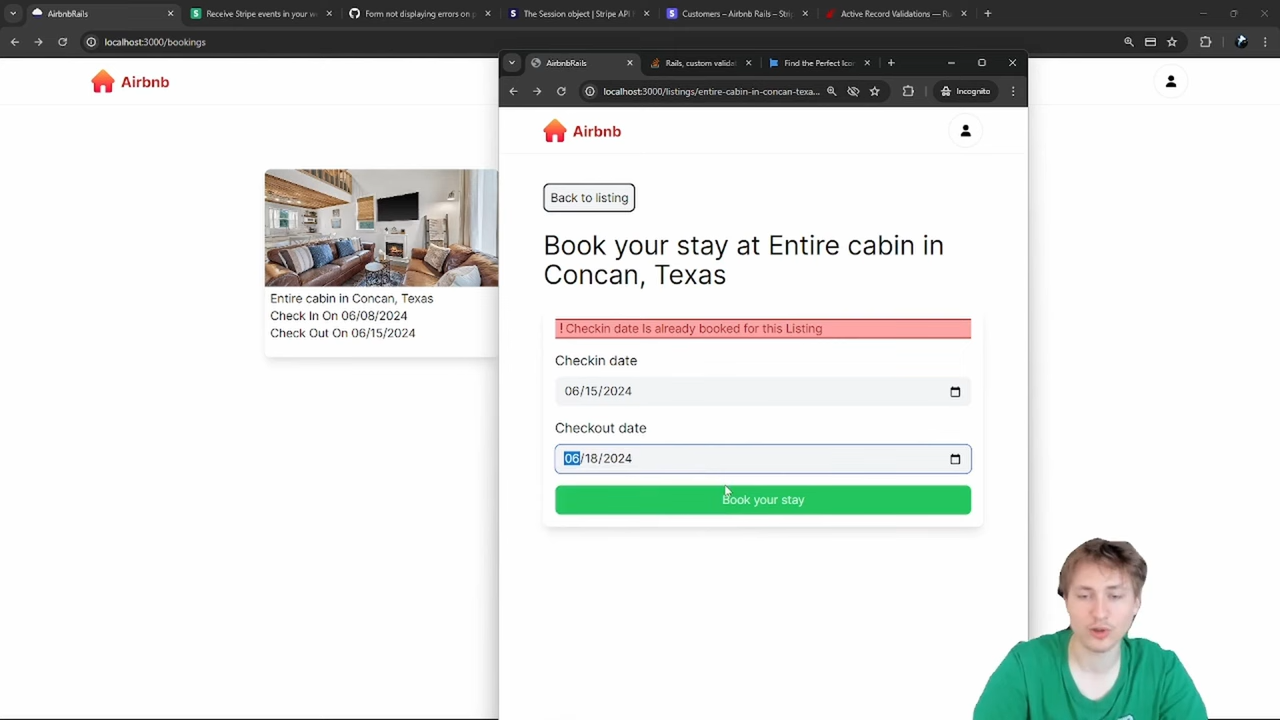 AirbnbRails
Receive Stripe events in your w
Form not displaying errors on p
The Session object | Stripe API
Customers – Airbnb Rails – Stri
Active Record Validations — Ru
localhost:3000/bookings
Airbnb
Entire cabin in Concan, Texas
Check In On 06/08/2024
Check Out On 06/15/2024
AirbnbRails
Rails, custom valida
Find the Perfect Icon
localhost:3000/listings/entire-cabin-in-concan-texa...
Incognito
Airbnb
Back to listing
Book your stay at Entire cabin in
Concan, Texas
! Checkin date Is already booked for this Listing
Checkin date
06/15/2024
Checkout date
06/18/2024
Book your stay